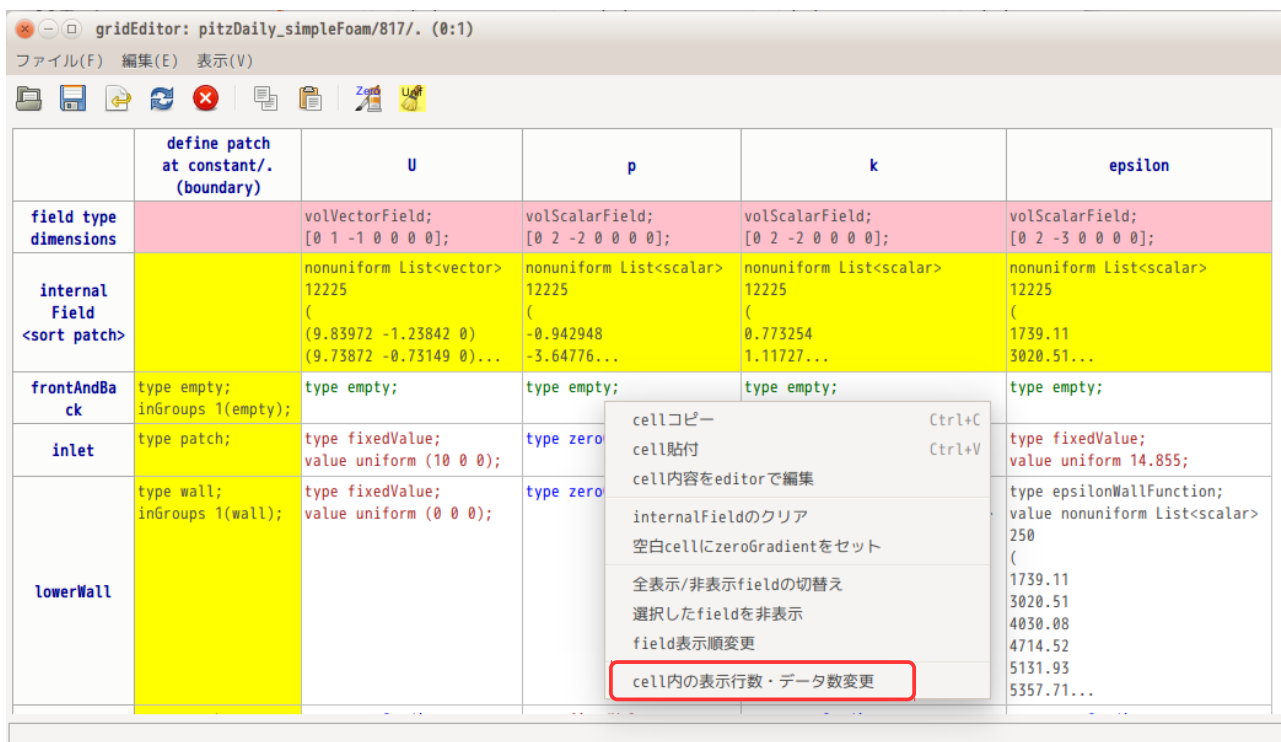 gridEditor: pitzDaily_simpleFoam/817/. (0:1)
ファイル(F) 編集(E) 表示(V)
Zero
define patch
at constant/.
(boundary)
U
p
k
epsilon
field type
dimensions
volVectorField;
[0 1 -1 0 0 0 0];
volScalarField;
[0 2 -2 0 0 0 0];
volScalarField;
[0 2 -2 0 0 0 0];
volScalarField;
[0 2 -3 0 0 0 0];
internal
Field
<sort patch>
nonuniform List<vector>
12225
(
(9.83972 -1.23842 0)
(9.73872 -0.73149 0)...
nonuniform List<scalar>
12225
(
-0.942948
-3.64776...
nonuniform List<scalar>
12225
(
0.773254
1.11727...
nonuniform List<scalar>
12225
(
1739.11
3020.51...
frontAndBa
ck
type empty;
inGroups 1(empty);
type empty;
type empty;
type empty;
type empty;
inlet
type patch;
type fixedValue;
value uniform (10 0 0);
type zero
type fixedValue;
value uniform 14.855;
lowerWall
type wall;
inGroups 1(wall);
type fixedValue;
value uniform (0 0 0);
type zero
type epsilonWallFunction;
value nonuniform List<scalar>
250
(
1739.11
3020.51
4030.08
4714.52
5131.93
5357.71...
cellコピー Ctrl+C
cell貼付 Ctrl+V
cell内容をeditorで編集
internalFieldのクリア
空白cellにzeroGradientをセット
全表示/非表示fieldの切替え
選択したfieldを非表示
field表示順変更
cell内の表示行数・データ数変更